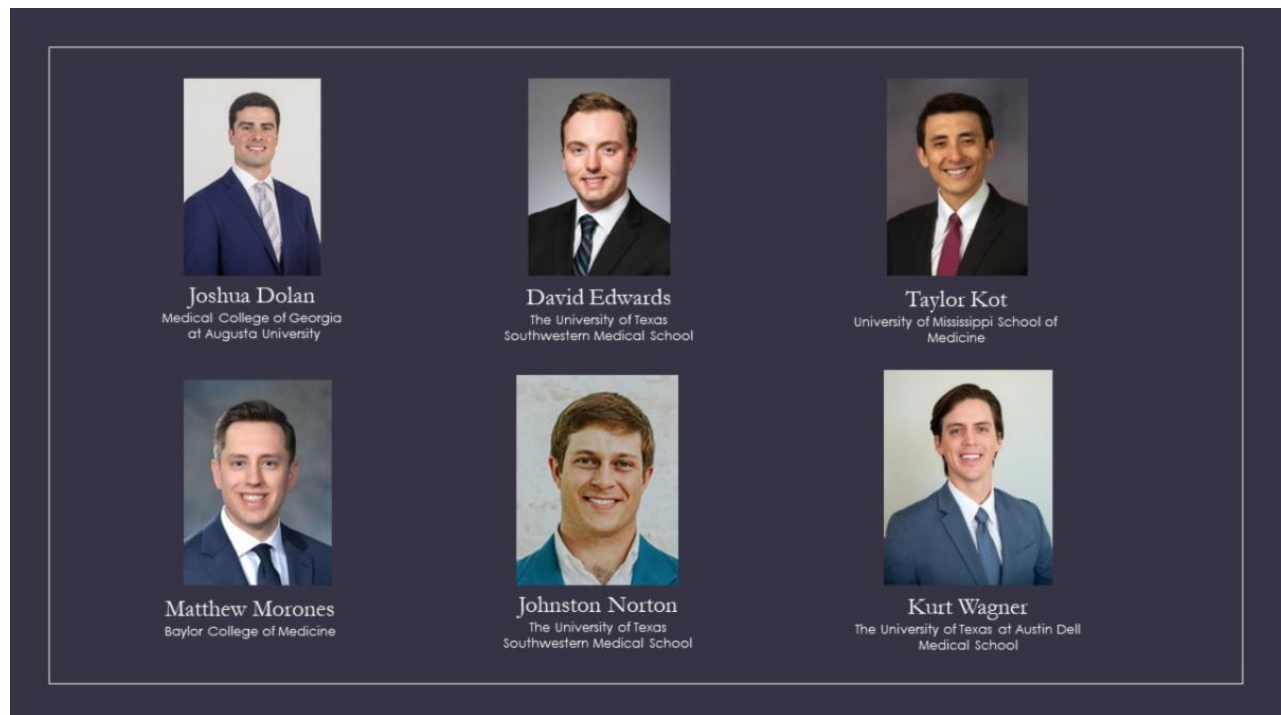 Joshua Dolan
Medical College of Georgia
at Augusta University
David Edwards
The University of Texas
Southwestern Medical School
Taylor Kot
University of Mississippi School of
Medicine
Matthew Morones
Baylor College of Medicine
Johnston Norton
The University of Texas
Southwestern Medical School
Kurt Wagner
The University of Texas at Austin Dell
Medical School